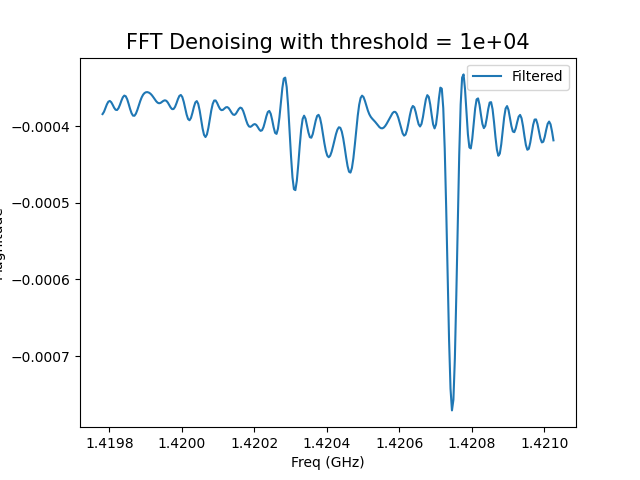 FFT Denoising with threshold = 1e+04
Filtered
−0.0004
−0.0005
−0.0006
−0.0007
1.4198 1.4200 1.4202 1.4204 1.4206 1.4208 1.4210
Freq (GHz)